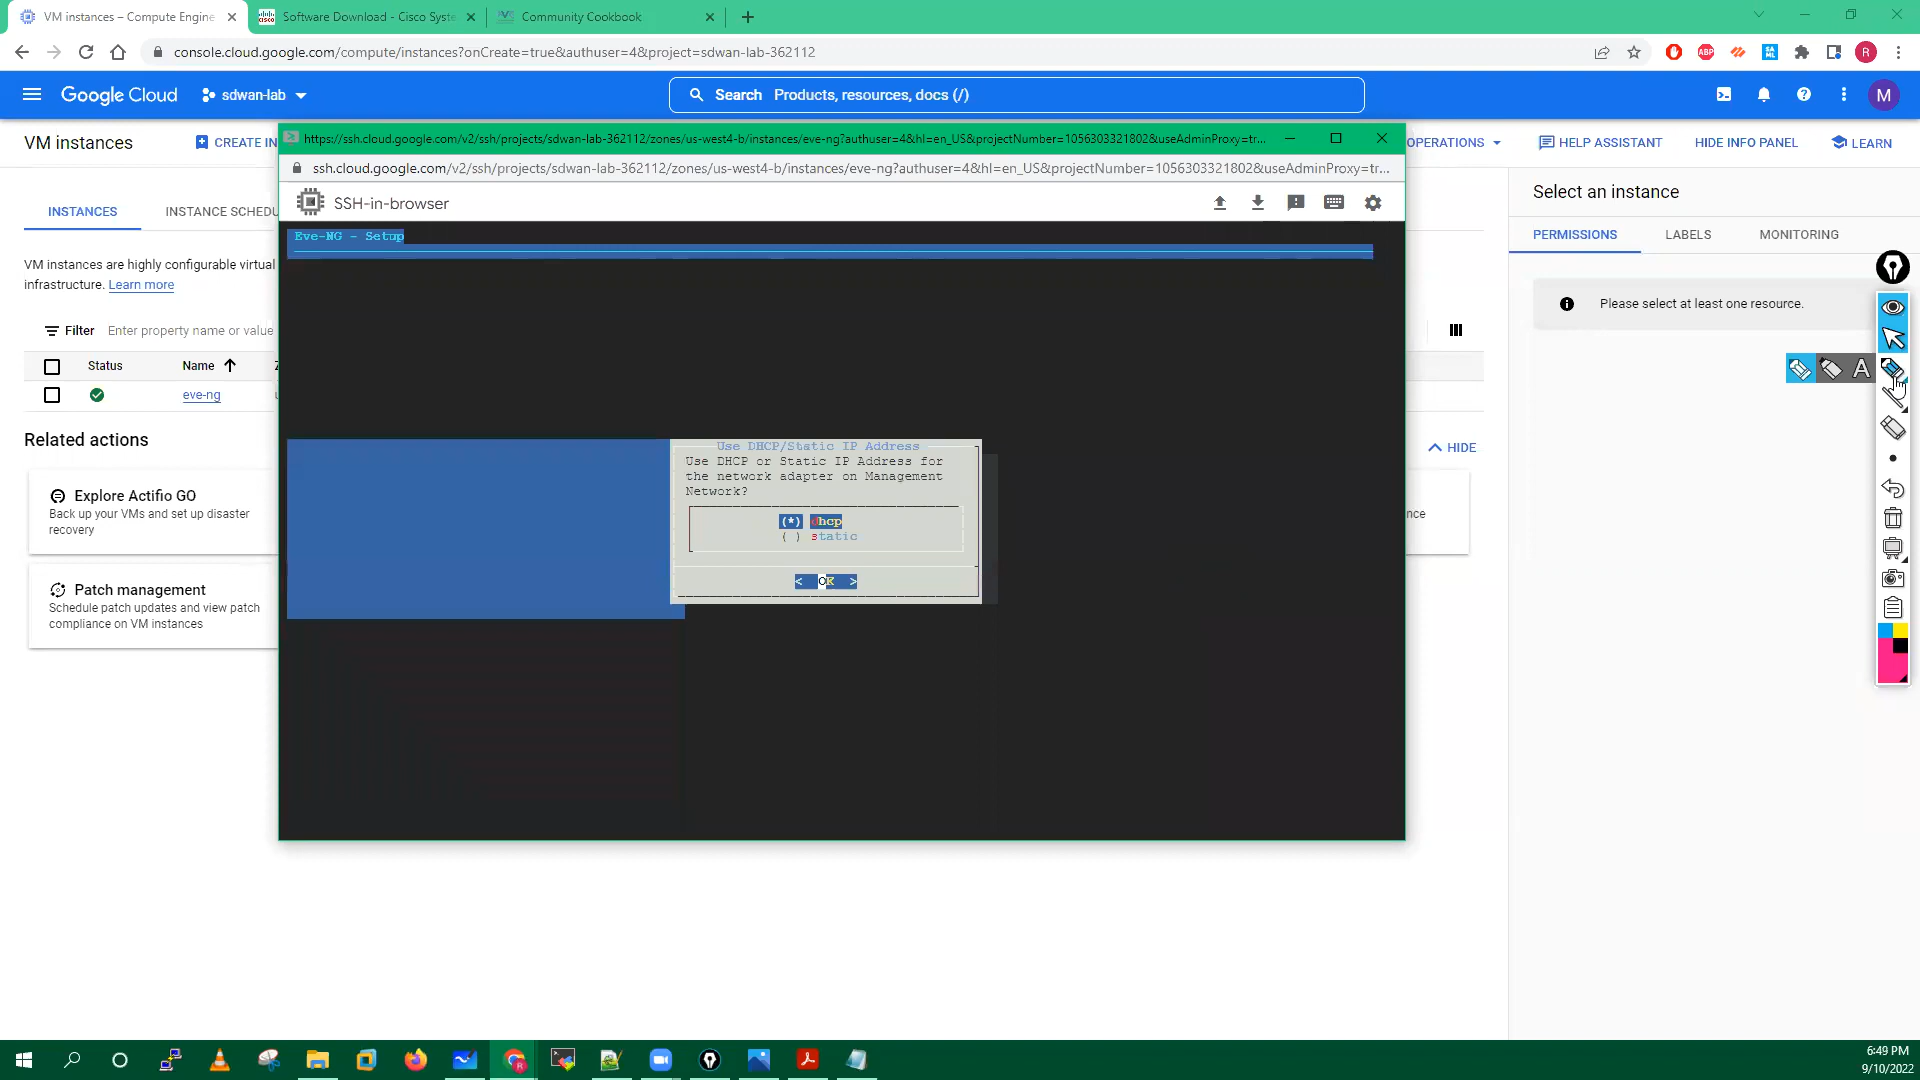 VM instances – Compute Engine
Software Download - Cisco Syste
Community Cookbook
console.cloud.google.com/compute/instances?onCreate=true&authuser=4&project=sdwan-lab-362112
ABP
R
Google Cloud
sdwan-lab
Search Products, resources, docs (/)
M
VM instances
CREATE IN
https://ssh.cloud.google.com/v2/ssh/projects/sdwan-lab-362112/zones/us-west4-b/instances/eve-ng?authuser=4&hl=en_US&projectNumber=1056303321802&useAdminProxy=tr...
OPERATIONS
HELP ASSISTANT
HIDE INFO PANEL
LEARN
ssh.cloud.google.com/v2/ssh/projects/sdwan-lab-362112/zones/us-west4-b/instances/eve-ng?authuser=4&hl=en_US&projectNumber=1056303321802&useAdminProxy=tr...
SSH-in-browser
INSTANCES
INSTANCE SCHEDU
Eve-NG - Setup
Select an instance
PERMISSIONS
LABELS
MONITORING
VM instances are highly configurable virtual
infrastructure. Learn more
Please select at least one resource.
Filter Enter property name or value
Status
Name
eve-ng
Related actions
HIDE
Explore Actifio GO
Back up your VMs and set up disaster
recovery
Patch management
Schedule patch updates and view patch
compliance on VM instances
nce
Use DHCP/Static IP Address
Use DHCP or Static IP Address for
the network adapter on Management
Network?
(*) dhcp
( ) static
< OK >
A
6:49 PM
9/10/2022